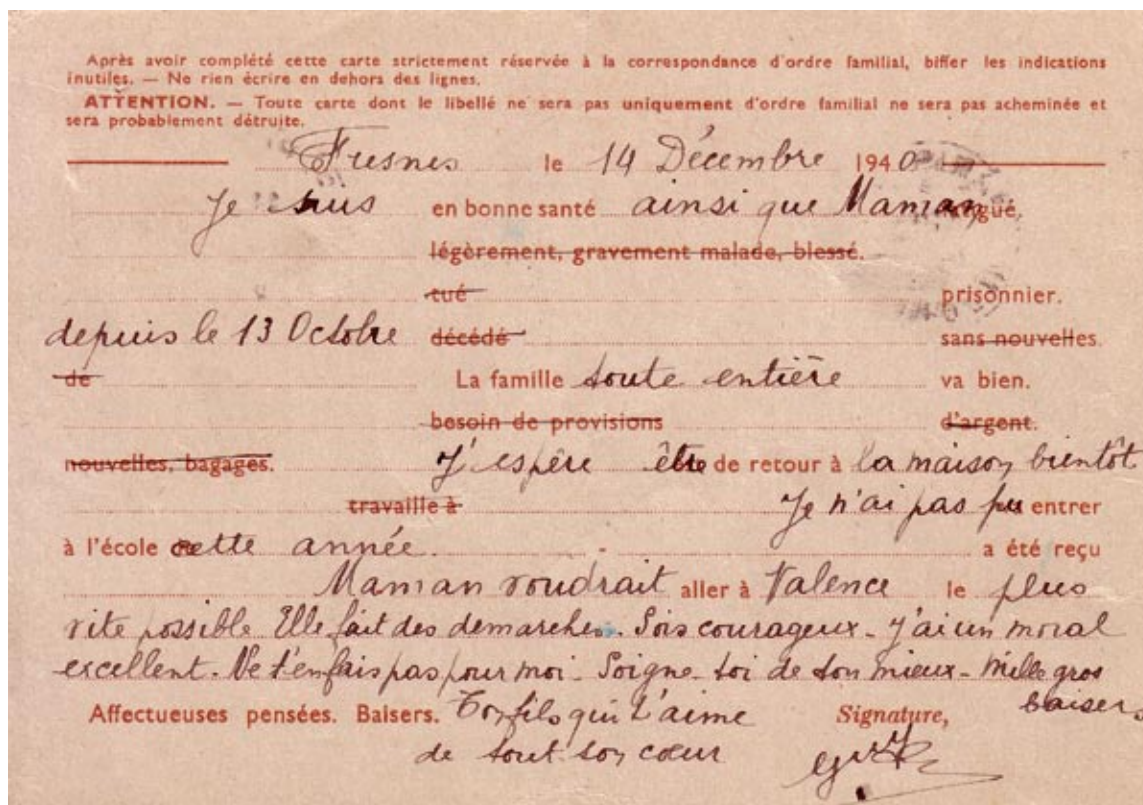 Après avoir complété cette carte strictement réservée à la correspondance d'ordre familial, biffer les indications
inutiles. — Ne rien écrire en dehors des lignes.
ATTENTION. — Toute carte dont le libellé ne sera pas uniquement d'ordre familial ne sera pas acheminée et
sera probablement détruite.
Fresnes le 14 Décembre 1940
Je suis en bonne santé ainsi que Maman
légèrement, gravement malade, blessé.
tué prisonnier.
depuis le 13 Octobre décédé sans nouvelles.
de La famille toute entière va bien.
besoin de provisions d'argent.
nouvelles, bagages. J'espère être de retour à la maison bientôt
travaille à Je n'ai pas pu entrer
à l'école cette année. a été reçu
Maman voudrait aller à Valence le plus
vite possible. Elle fait des demarches. Sois courageux - J'ai un moral
excellent. Ne t'en fais pas pour moi. Soigne toi de ton mieux - Mille gros
baisers
Affectueuses pensées. Baisers. Ton fils qui t'aime Signature,
de tout son cœur